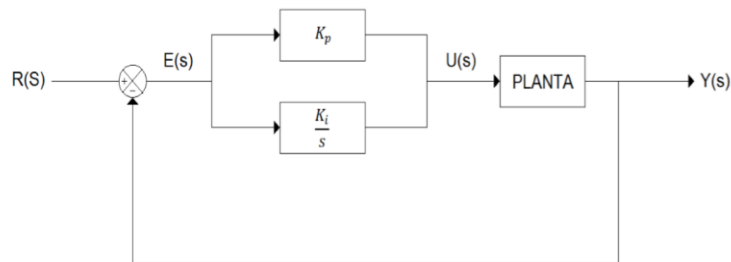 R(S)
+
−
E(s)
K_p
K_i
s
U(s)
PLANTA
Y(s)